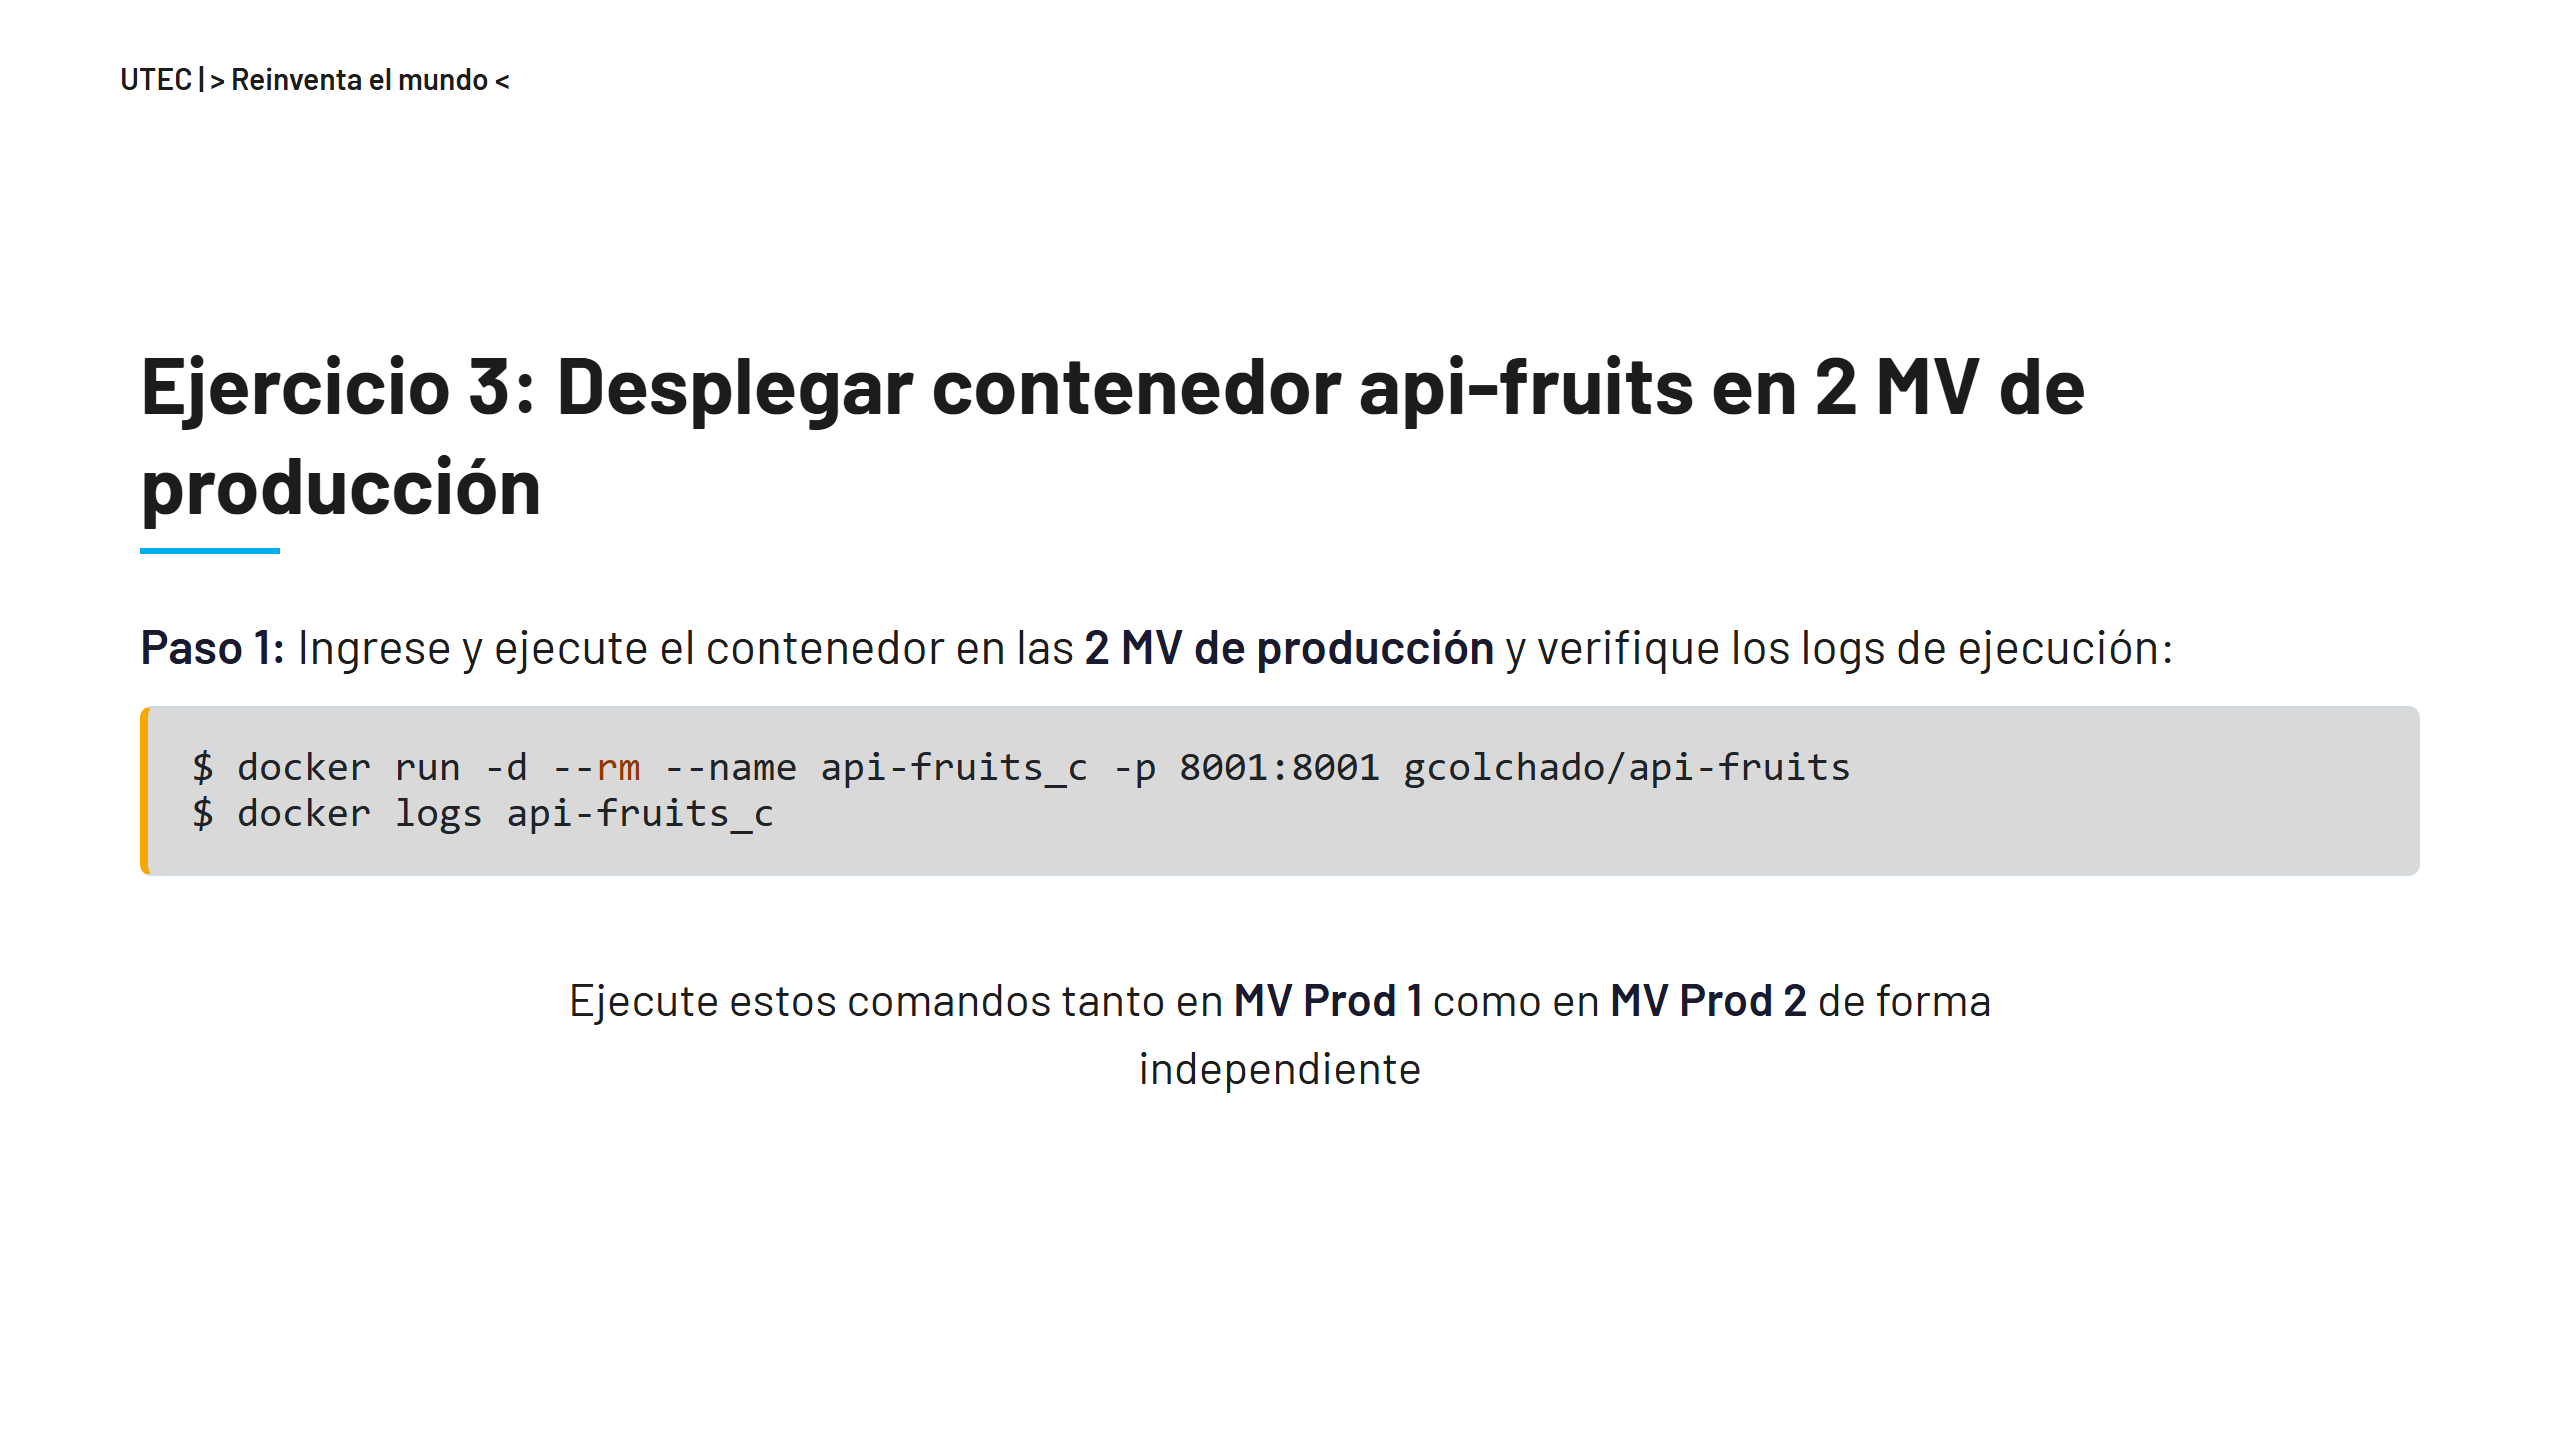 UTEC | > Reinventa el mundo <
Ejercicio 3: Desplegar contenedor api-fruits en 2 MV de
producción
Paso 1: Ingrese y ejecute el contenedor en las 2 MV de producción y verifique los logs de ejecución:
$ docker run -d --rm --name api-fruits_c -p 8001:8001 gcolchado/api-fruits
$ docker logs api-fruits_c
Ejecute estos comandos tanto en MV Prod 1 como en MV Prod 2 de forma
independiente